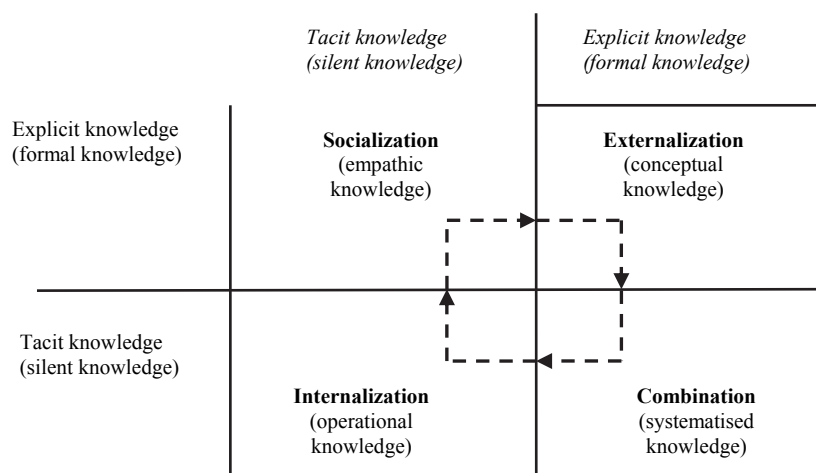 Tacit knowledge
(silent knowledge)
Explicit knowledge
(formal knowledge)
Explicit knowledge
(formal knowledge)
Socialization
(empathic
knowledge)
Externalization
(conceptual
knowledge)
Tacit knowledge
(silent knowledge)
Internalization
(operational
knowledge)
Combination
(systematised
knowledge)